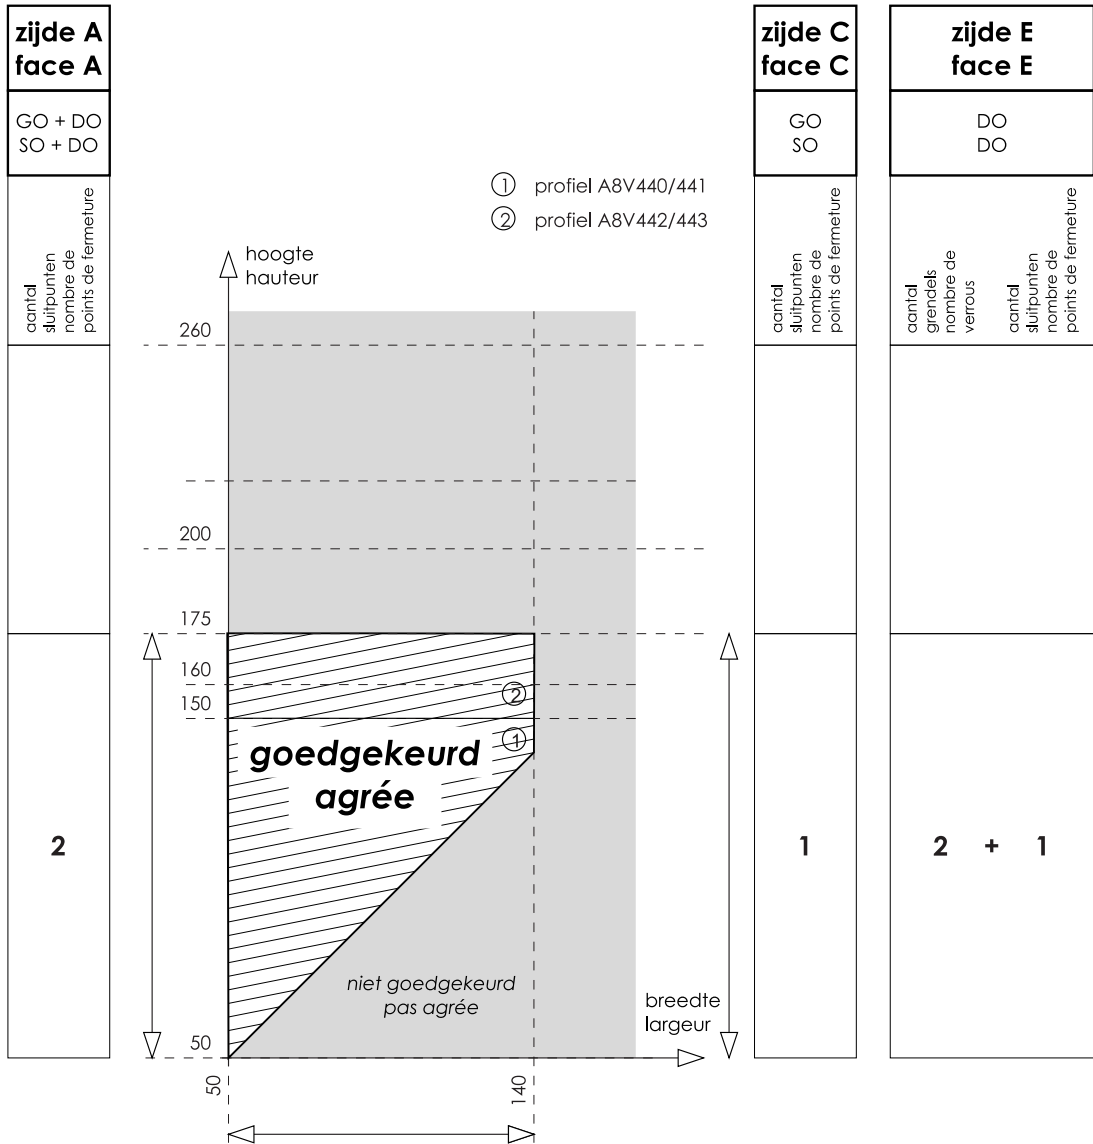 zijde A
face A
GO + DO
SO + DO
aantal
sluitpunten
nombre de
points de fermeture
2
① profiel A8V440/441
② profiel A8V442/443
hoogte
hauteur
260
200
175
160
150
50
②
①
goedgekeurd
agrée
niet goedgekeurd
pas agrée
breedte
largeur
50
140
zijde C
face C
GO
SO
aantal
sluitpunten
nombre de
points de fermeture
1
zijde E
face E
DO
DO
aantal
grendels
nombre de
verrous
aantal
sluitpunten
nombre de
points de fermeture
2 + 1